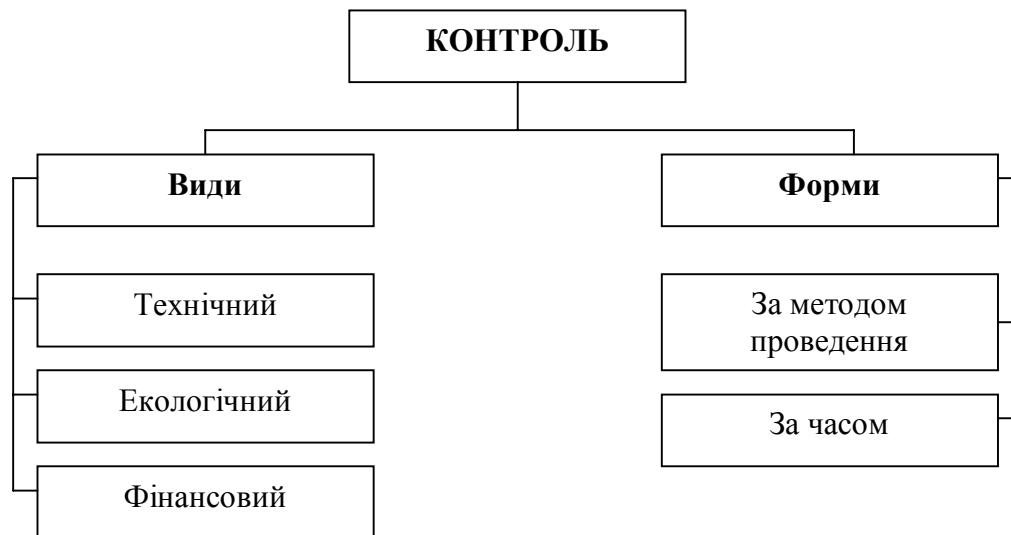 КОНТРОЛЬ
Види
Форми
Технічний
За методом
проведення
Екологічний
За часом
Фінансовий